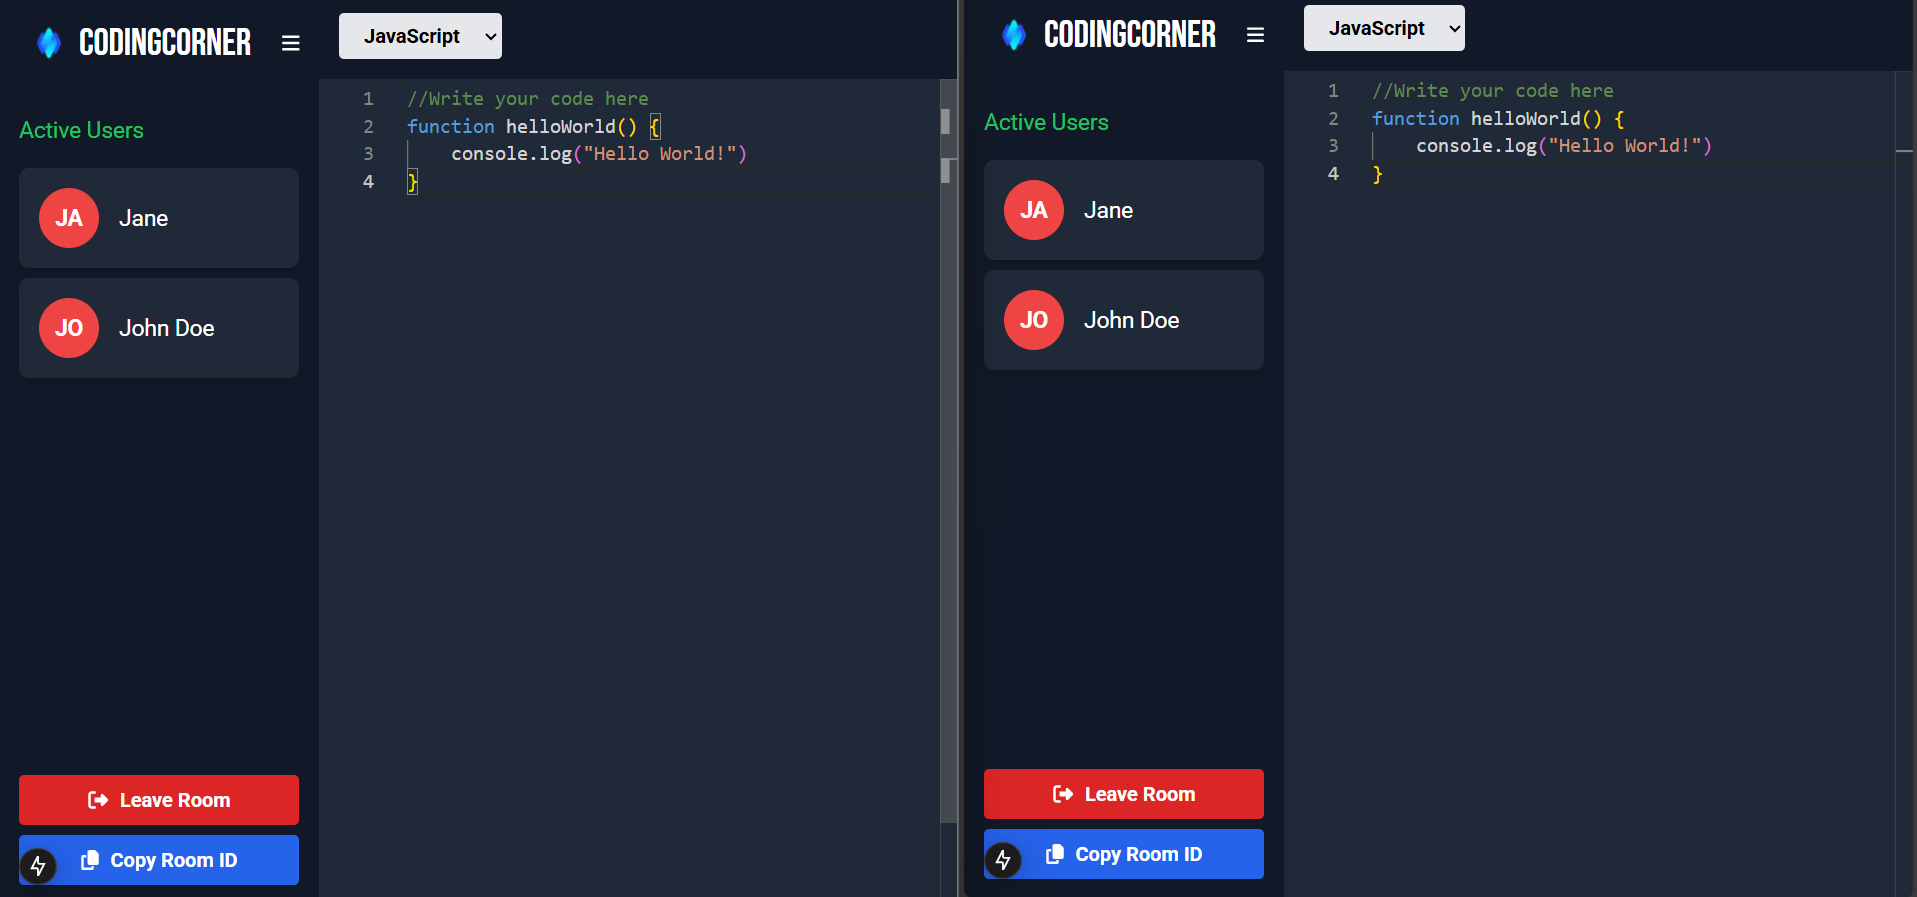 CODINGCORNER
JavaScript
Active Users
JA Jane
JO John Doe
1 //Write your code here
2 function helloWorld() {
3     console.log("Hello World!")
4 }
Leave Room
Copy Room ID
CODINGCORNER
JavaScript
Active Users
JA Jane
JO John Doe
1 //Write your code here
2 function helloWorld() {
3     console.log("Hello World!")
4 }
Leave Room
Copy Room ID